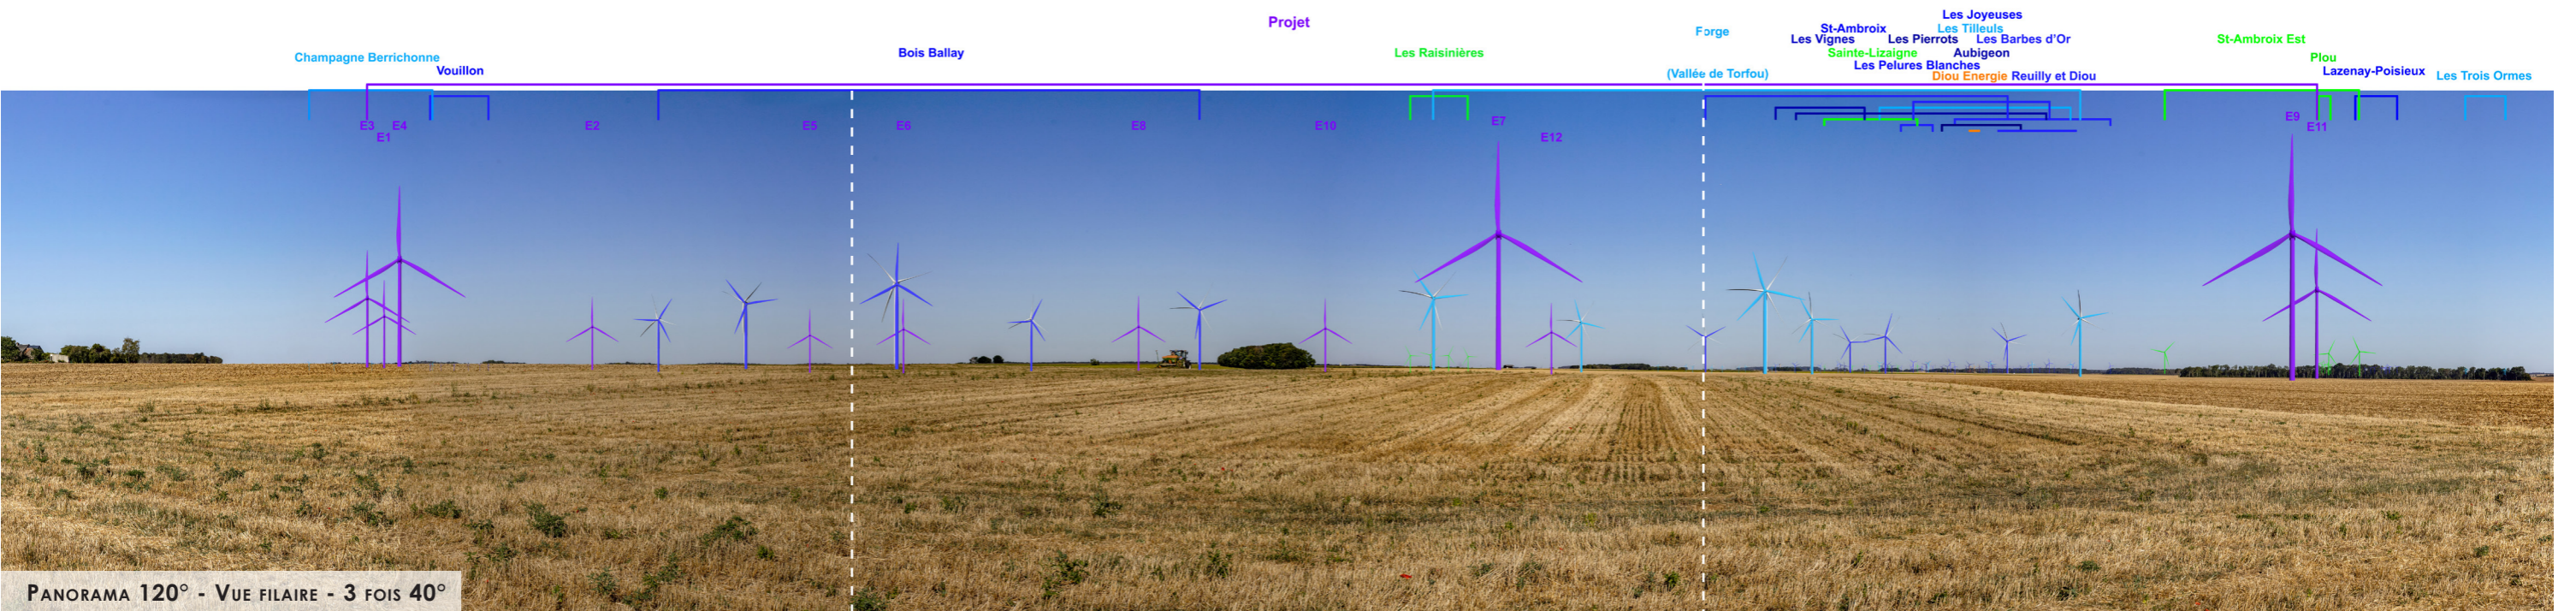 Projet
Les Joyeuses
Forge
St-Ambroix
Les Tilleuls
Les Vignes
Les Pierrots
Les Barbes d'Or
St-Ambroix Est
Champagne Berrichonne
Bois Ballay
Les Raisinières
Sainte-Lizaigne
Aubigeon
Plou
Vouillon
(Vallée de Torfou)
Les Pelures Blanches
Diou Energie
Reuilly et Diou
Lazenay-Poisieux
Les Trois Ormes
E3
E4
E1
E2
E5
E6
E8
E10
E7
E12
E9
E11
Panorama 120° - Vue filaire - 3 fois 40°